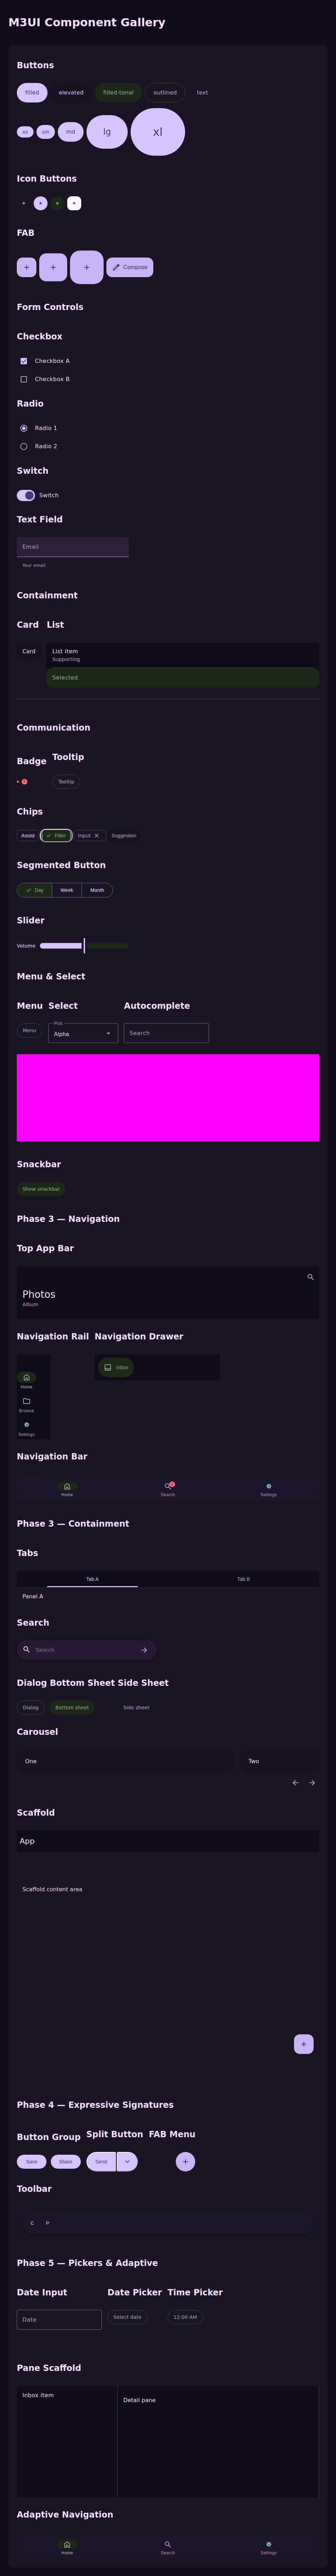 M3UI Component Gallery
Buttons
filled elevated filled-tonal outlined text
xs sm md lg xl
Icon Buttons
FAB
+ + + Compose
Form Controls
Checkbox
Checkbox A
Checkbox B
Radio
Radio 1
Radio 2
Switch
Switch
Text Field
Email
Your email
Containment
Card List
Card List item
Supporting
Selected
Communication
Badge Tooltip
Tooltip
Chips
Assist Filter Input Suggestion
Segmented Button
Day Week Month
Slider
Volume
Menu & Select
Menu Select Autocomplete
Pick
Menu Alpha Search
Snackbar
Show snackbar
Phase 3 — Navigation
Top App Bar
Photos
Album
Navigation Rail Navigation Drawer
Inbox
Home
Browse
Settings
Navigation Bar
Home Search Settings
Phase 3 — Containment
Tabs
Tab A Tab B
Panel A
Search
Search
Dialog Bottom Sheet Side Sheet
Dialog Bottom sheet Side sheet
Carousel
One Two
Scaffold
App
Scaffold content area
+
Phase 4 — Expressive Signatures
Button Group Split Button FAB Menu
Save Share Send +
Toolbar
C P
Phase 5 — Pickers & Adaptive
Date Input Date Picker Time Picker
Date Select date 12:00 AM
Pane Scaffold
Inbox item
Detail pane
Adaptive Navigation
Home Search Settings